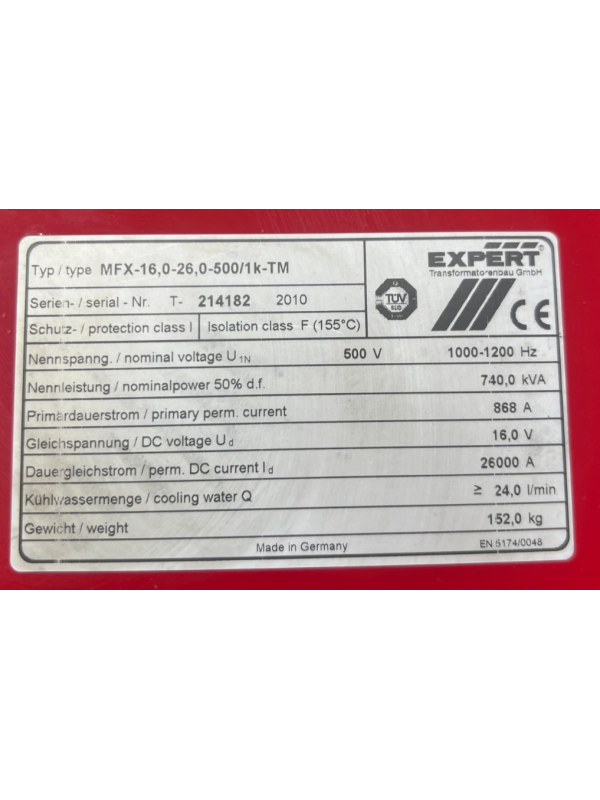 Typ / type MFX-16,0-26,0-500/1k-TM
EXPERT®
Transformatorenbau GmbH
Serien- / serial - Nr. T- 214182 2010
TÜV
SÜD
CE
Schutz- / protection class I Isolation class F (155°C)
Nennspanng. / nominal voltage U1N 500 V 1000-1200 Hz
Nennleistung / nominalpower 50% d.f. 740,0 kVA
Primärdauerstrom / primary perm. current 868 A
Gleichspannung / DC voltage Ud 16,0 V
Dauergleichstrom / perm. DC current Id 26000 A
Kühlwassermenge / cooling water Q ≥ 24,0 l/min
Gewicht / weight 152,0 kg
Made in Germany EN 5174/0048